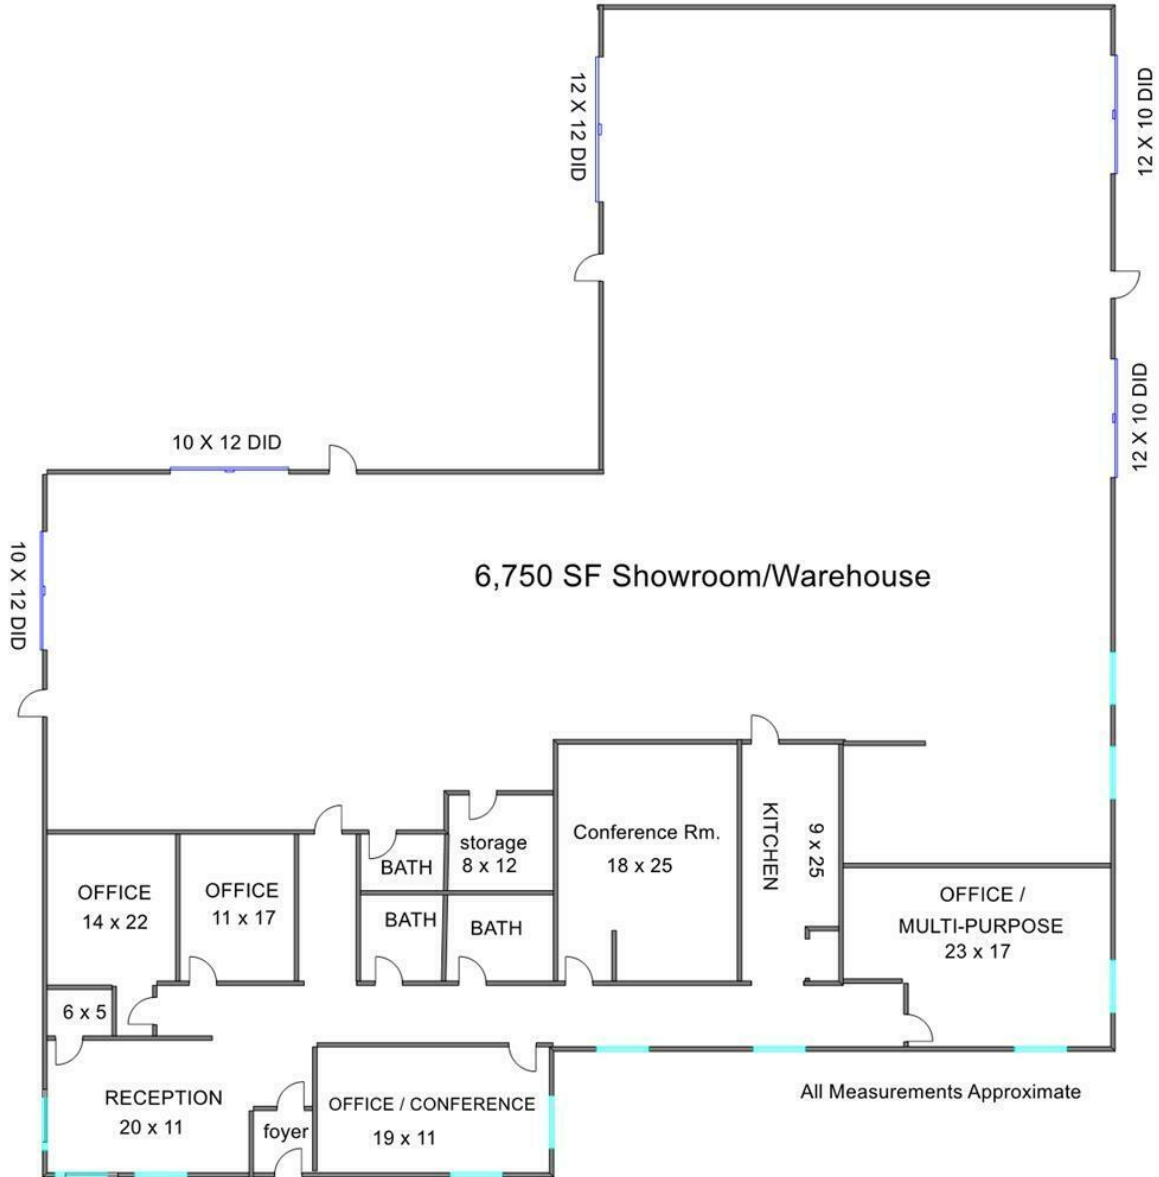 12 X 12 DID
12 X 10 DID
12 X 10 DID
10 X 12 DID
10 X 12 DID
6,750 SF Showroom/Warehouse
OFFICE
14 x 22
OFFICE
11 x 17
BATH
storage
8 x 12
BATH
BATH
Conference Rm.
18 x 25
KITCHEN
9 x 25
OFFICE /
MULTI-PURPOSE
23 x 17
6 x 5
RECEPTION
20 x 11
foyer
OFFICE / CONFERENCE
19 x 11
All Measurements Approximate